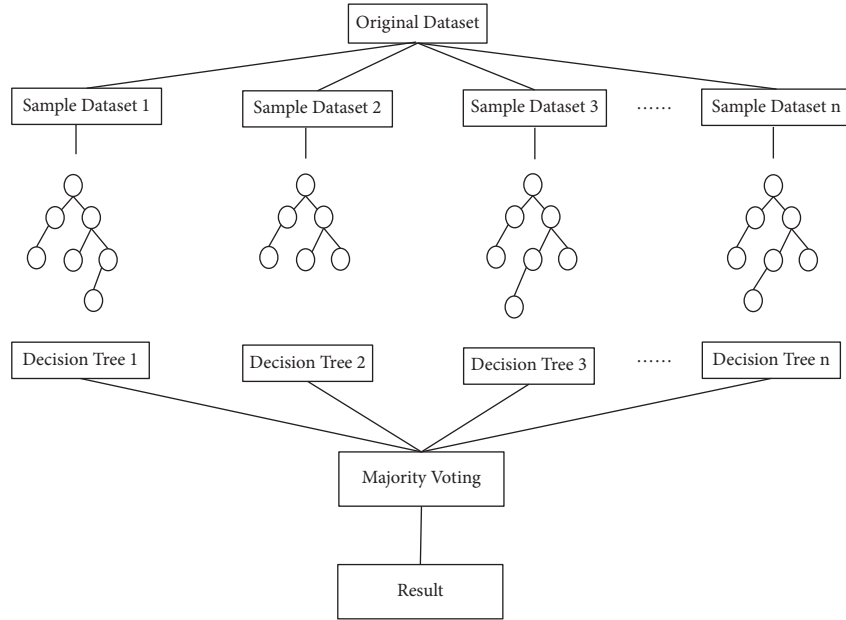 Original Dataset
Sample Dataset 1
Sample Dataset 2
Sample Dataset 3
......
Sample Dataset n
Decision Tree 1
Decision Tree 2
Decision Tree 3
......
Decision Tree n
Majority Voting
Result